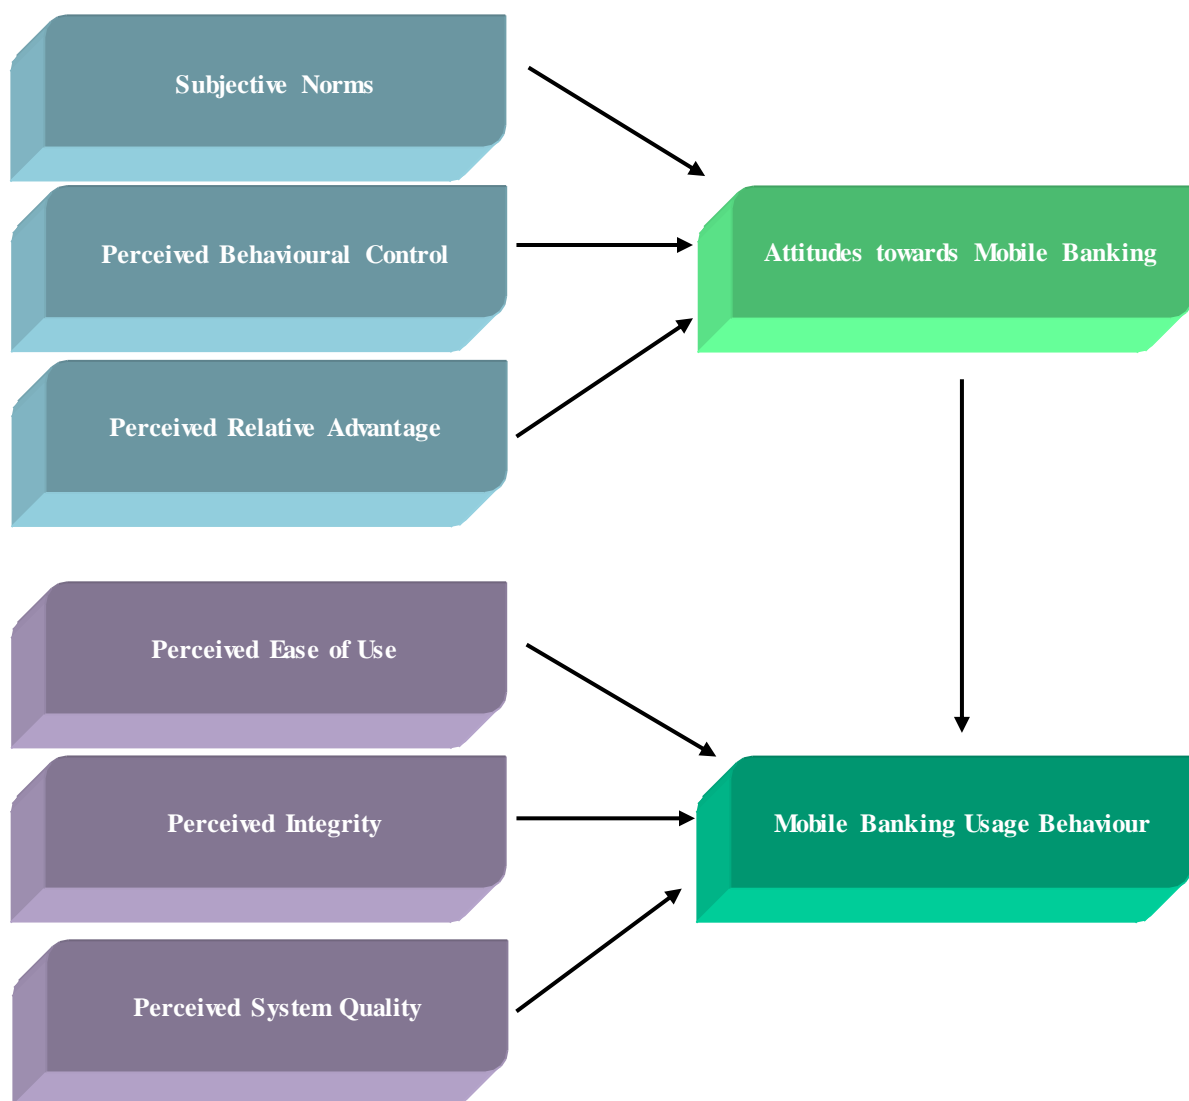 Subjective Norms
Perceived Behavioural Control
Attitudes towards Mobile Banking
Perceived Relative Advantage
Perceived Ease of Use
Perceived Integrity
Mobile Banking Usage Behaviour
Perceived System Quality